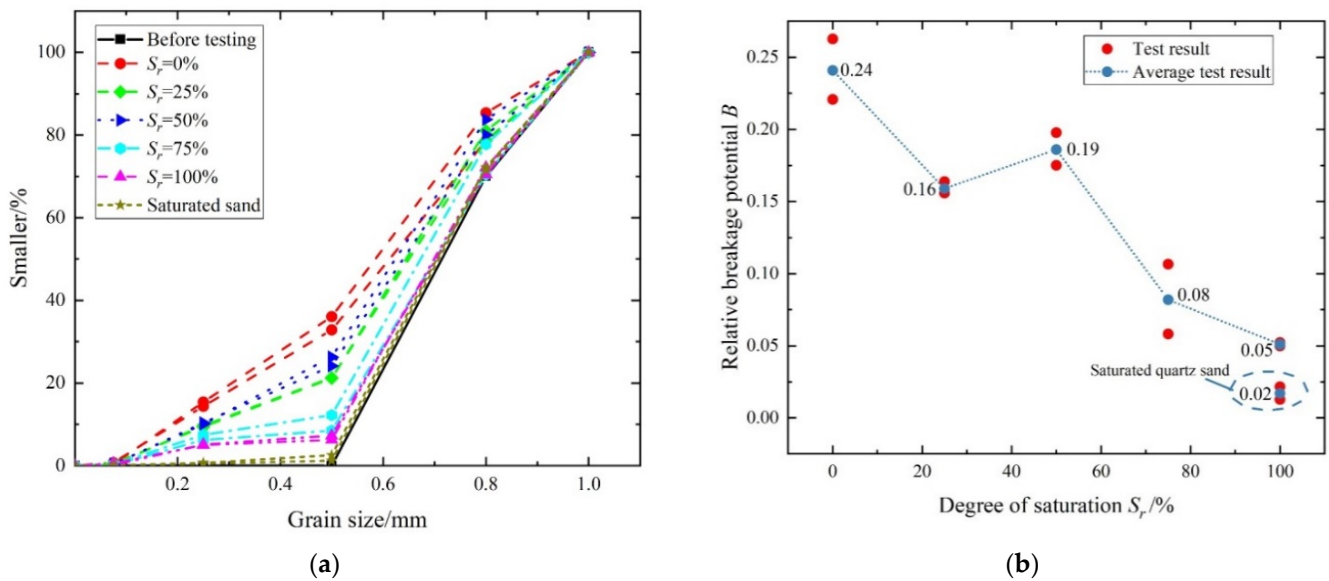 100
80
60
40
20
0
Smaller/%
Before testing
Sr=0%
Sr=25%
Sr=50%
Sr=75%
Sr=100%
Saturated sand
0.2 0.4 0.6 0.8 1.0
Grain size/mm
(a)
0.25
0.20
0.15
0.10
0.05
0.00
Relative breakage potential B
Test result
Average test result
0.24
0.16
0.19
0.08
0.05
Saturated quartz sand
0.02
0 20 40 60 80 100
Degree of saturation Sr/%
(b)